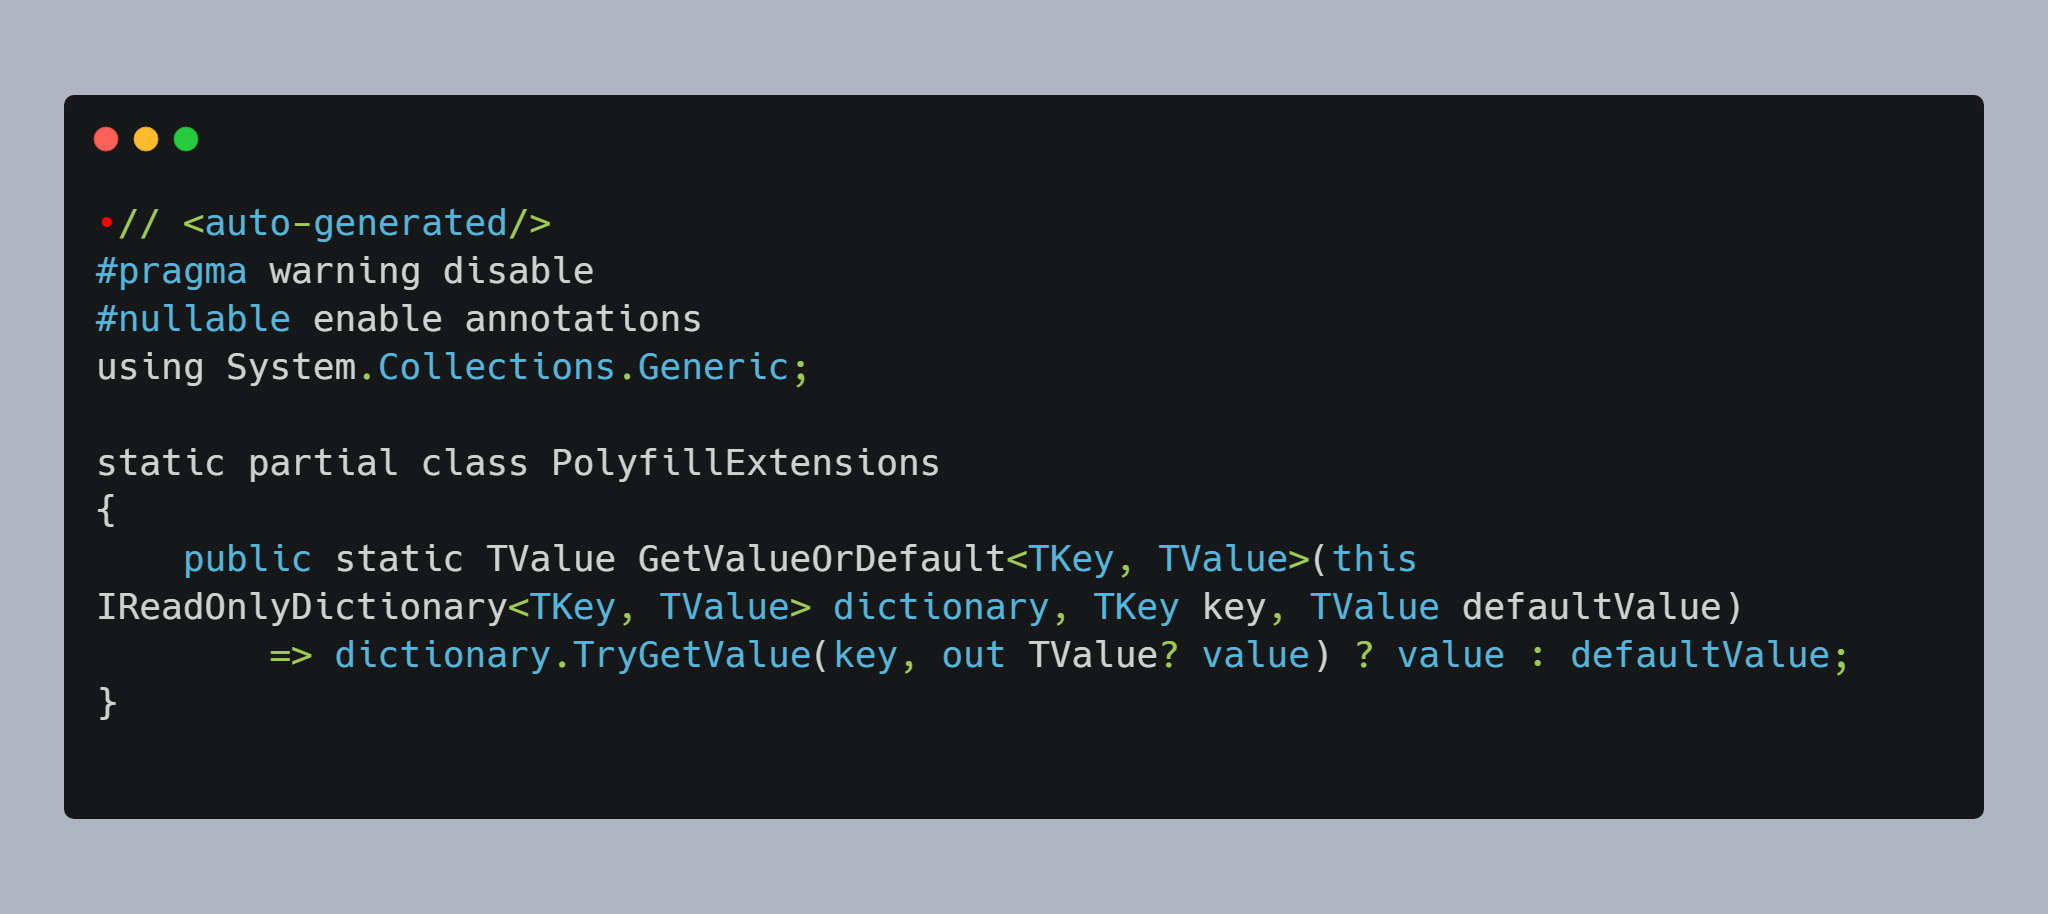 •// <auto-generated/>
#pragma warning disable
#nullable enable annotations
using System.Collections.Generic;

static partial class PolyfillExtensions
{
    public static TValue GetValueOrDefault<TKey, TValue>(this
IReadOnlyDictionary<TKey, TValue> dictionary, TKey key, TValue defaultValue)
        => dictionary.TryGetValue(key, out TValue? value) ? value : defaultValue;
}